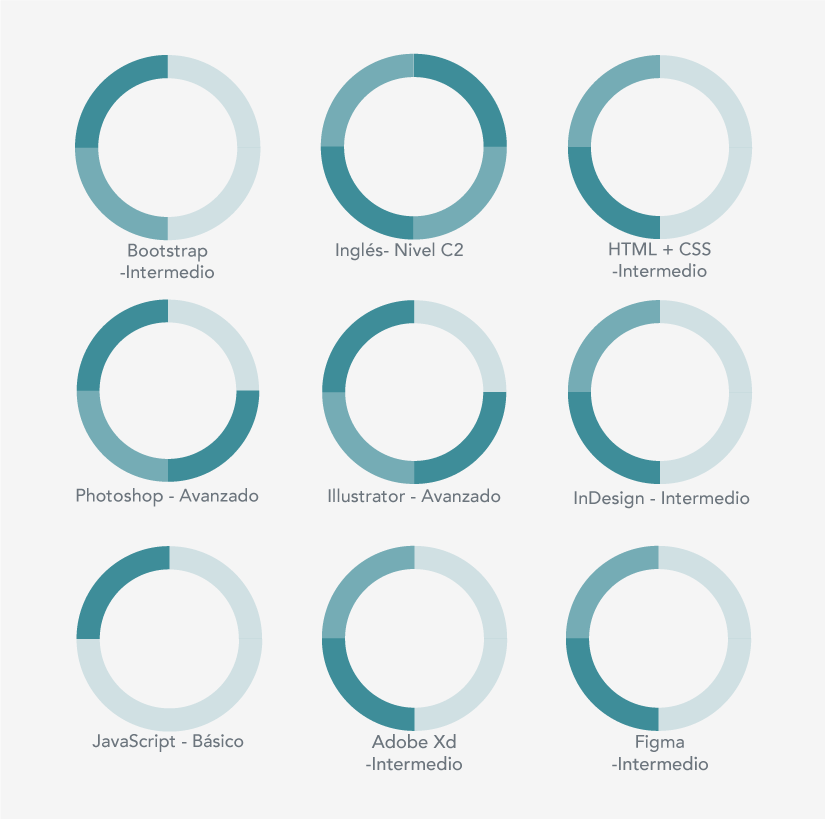 Bootstrap
-Intermedio
Inglés- Nivel C2
HTML + CSS
-Intermedio
Photoshop - Avanzado
Illustrator - Avanzado
InDesign - Intermedio
JavaScript - Básico
Adobe Xd
-Intermedio
Figma
-Intermedio